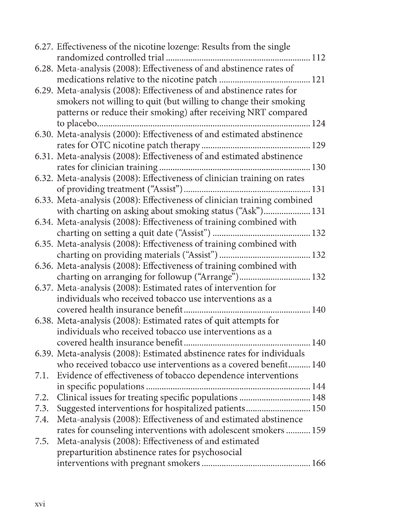 6.27. Effectiveness of the nicotine lozenge: Results from the single
randomized controlled trial ............................................................. 112
6.28. Meta-analysis (2008): Effectiveness of and abstinence rates of
medications relative to the nicotine patch ...................................... 121
6.29. Meta-analysis (2008): Effectiveness of and abstinence rates for
smokers not willing to quit (but willing to change their smoking
patterns or reduce their smoking) after receiving NRT compared
to placebo.......................................................................................... 124
6.30. Meta-analysis (2000): Effectiveness of and estimated abstinence
rates for OTC nicotine patch therapy .............................................. 129
6.31. Meta-analysis (2008): Effectiveness of and estimated abstinence
rates for clinician training ................................................................ 130
6.32. Meta-analysis (2008): Effectiveness of clinician training on rates
of providing treatment ("Assist") ..................................................... 131
6.33. Meta-analysis (2008): Effectiveness of clinician training combined
with charting on asking about smoking status ("Ask").................... 131
6.34. Meta-analysis (2008): Effectiveness of training combined with
charting on setting a quit date ("Assist") ......................................... 132
6.35. Meta-analysis (2008): Effectiveness of training combined with
charting on providing materials ("Assist") ...................................... 132
6.36. Meta-analysis (2008): Effectiveness of training combined with
charting on arranging for followup ("Arrange").............................. 132
6.37. Meta-analysis (2008): Estimated rates of intervention for
individuals who received tobacco use interventions as a
covered health insurance benefit...................................................... 140
6.38. Meta-analysis (2008): Estimated rates of quit attempts for
individuals who received tobacco use interventions as a
covered health insurance benefit...................................................... 140
6.39. Meta-analysis (2008): Estimated abstinence rates for individuals
who received tobacco use interventions as a covered benefit......... 140
7.1. Evidence of effectiveness of tobacco dependence interventions
in specific populations ..................................................................... 144
7.2. Clinical issues for treating specific populations .............................. 148
7.3. Suggested interventions for hospitalized patients........................... 150
7.4. Meta-analysis (2008): Effectiveness of and estimated abstinence
rates for counseling interventions with adolescent smokers .......... 159
7.5. Meta-analysis (2008): Effectiveness of and estimated
preparturition abstinence rates for psychosocial
interventions with pregnant smokers .............................................. 166
xvi